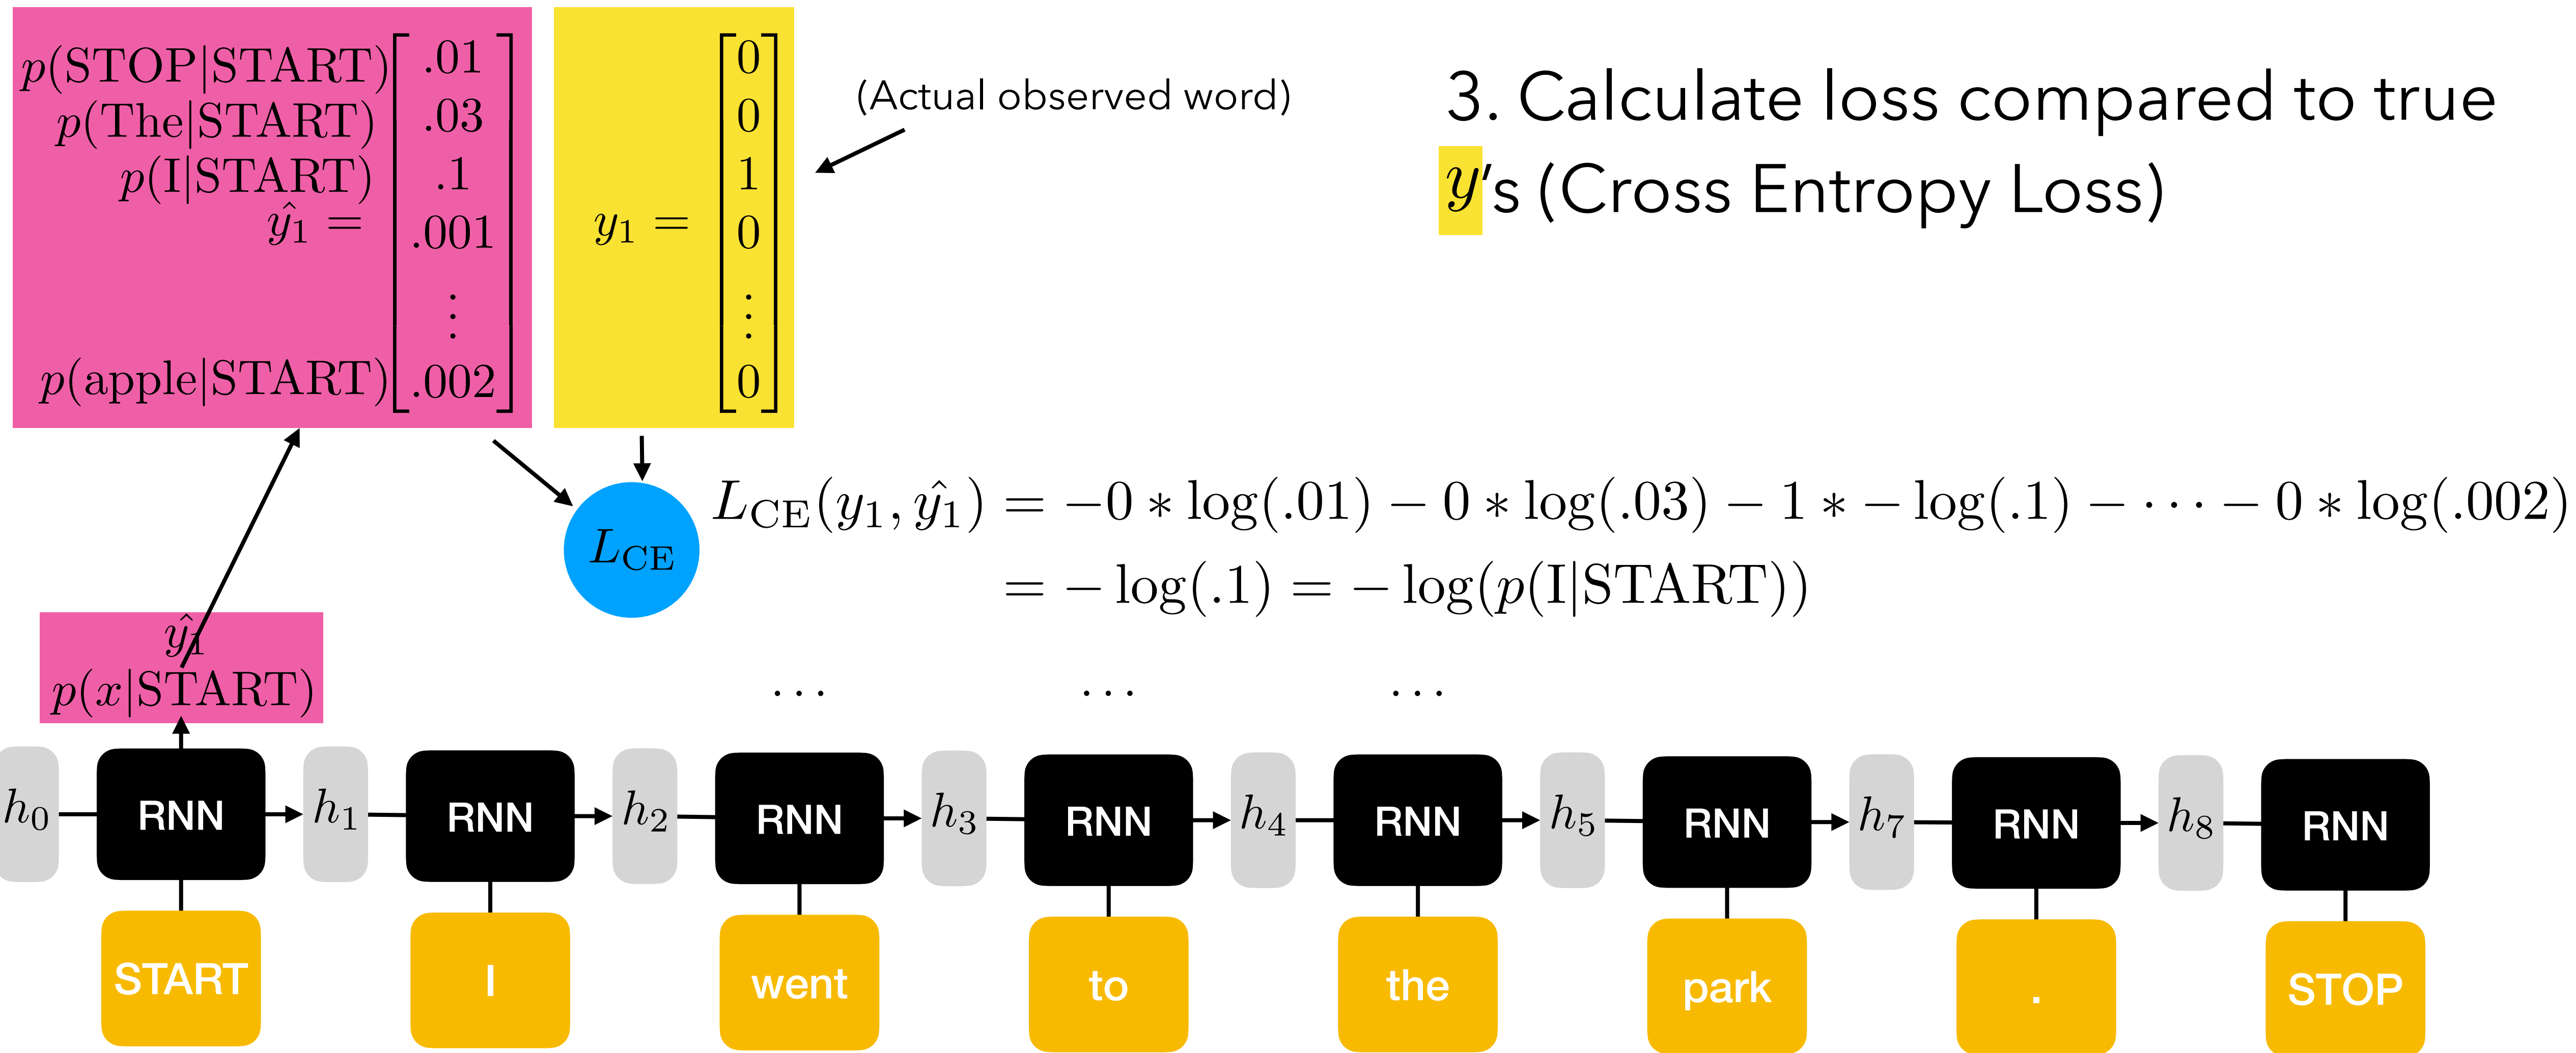 p(STOP|START) .01
p(The|START) .03
p(I|START) .1
ŷ₁ = .001
⋮
p(apple|START) .002
y₁ =
0
0
1
0
⋮
0
(Actual observed word)
3. Calculate loss compared to true
y's (Cross Entropy Loss)
L_CE
L_CE(y₁, ŷ₁) = −0 ∗ log(.01) − 0 ∗ log(.03) − 1 ∗ − log(.1) − ··· − 0 ∗ log(.002)
= − log(.1) = − log(p(I|START))
ŷ₁
p(x|START)
... ... ...
h₀ RNN h₁ RNN h₂ RNN h₃ RNN h₄ RNN h₅ RNN h₇ RNN h₈ RNN
START I went to the park . STOP